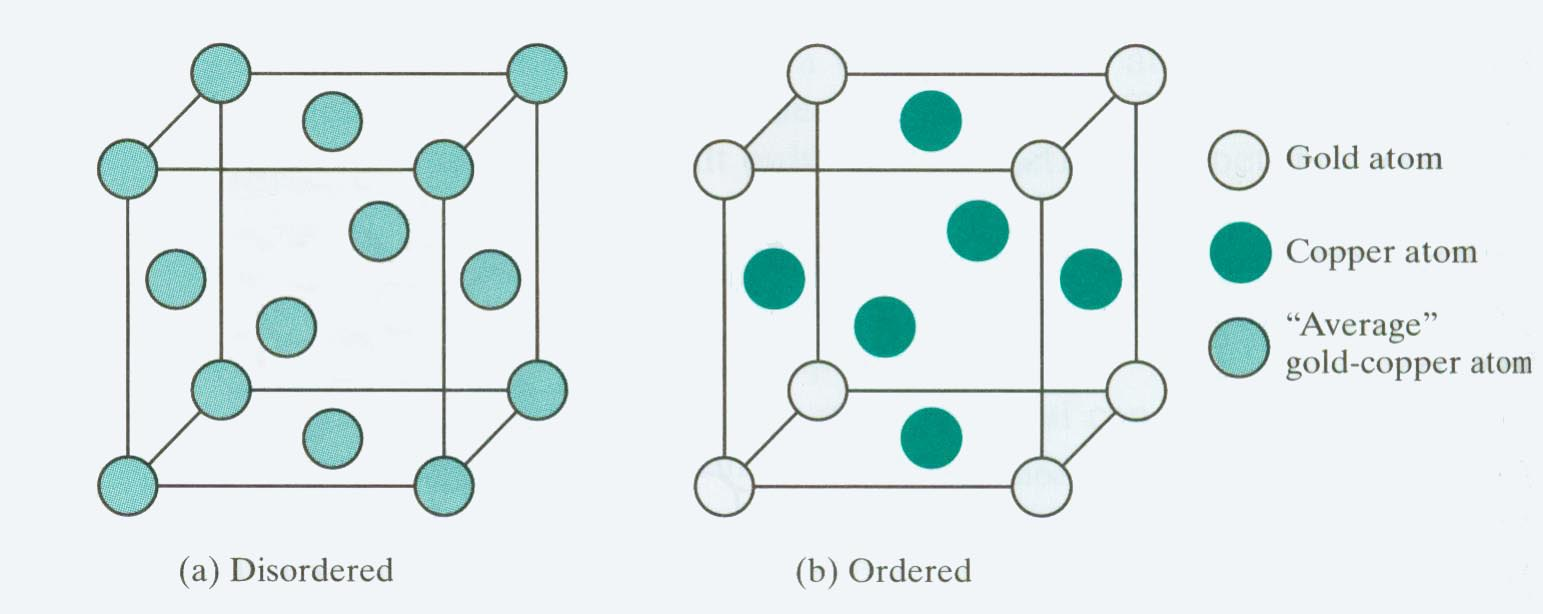 Gold atom
Copper atom
“Average”
gold-copper atom
(a) Disordered
(b) Ordered